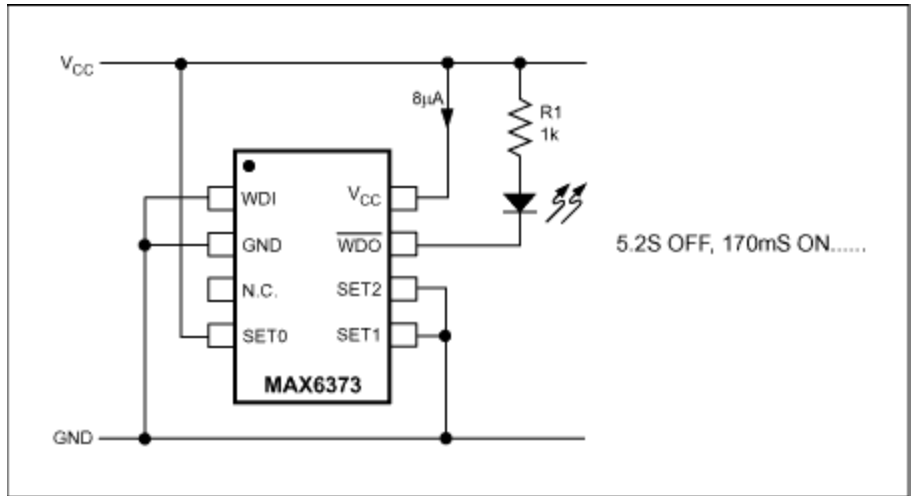 VCC
8µA
R1
1k
WDI
VCC
GND
WDO
5.2S OFF, 170mS ON......
N.C.
SET2
SET0
SET1
MAX6373
GND